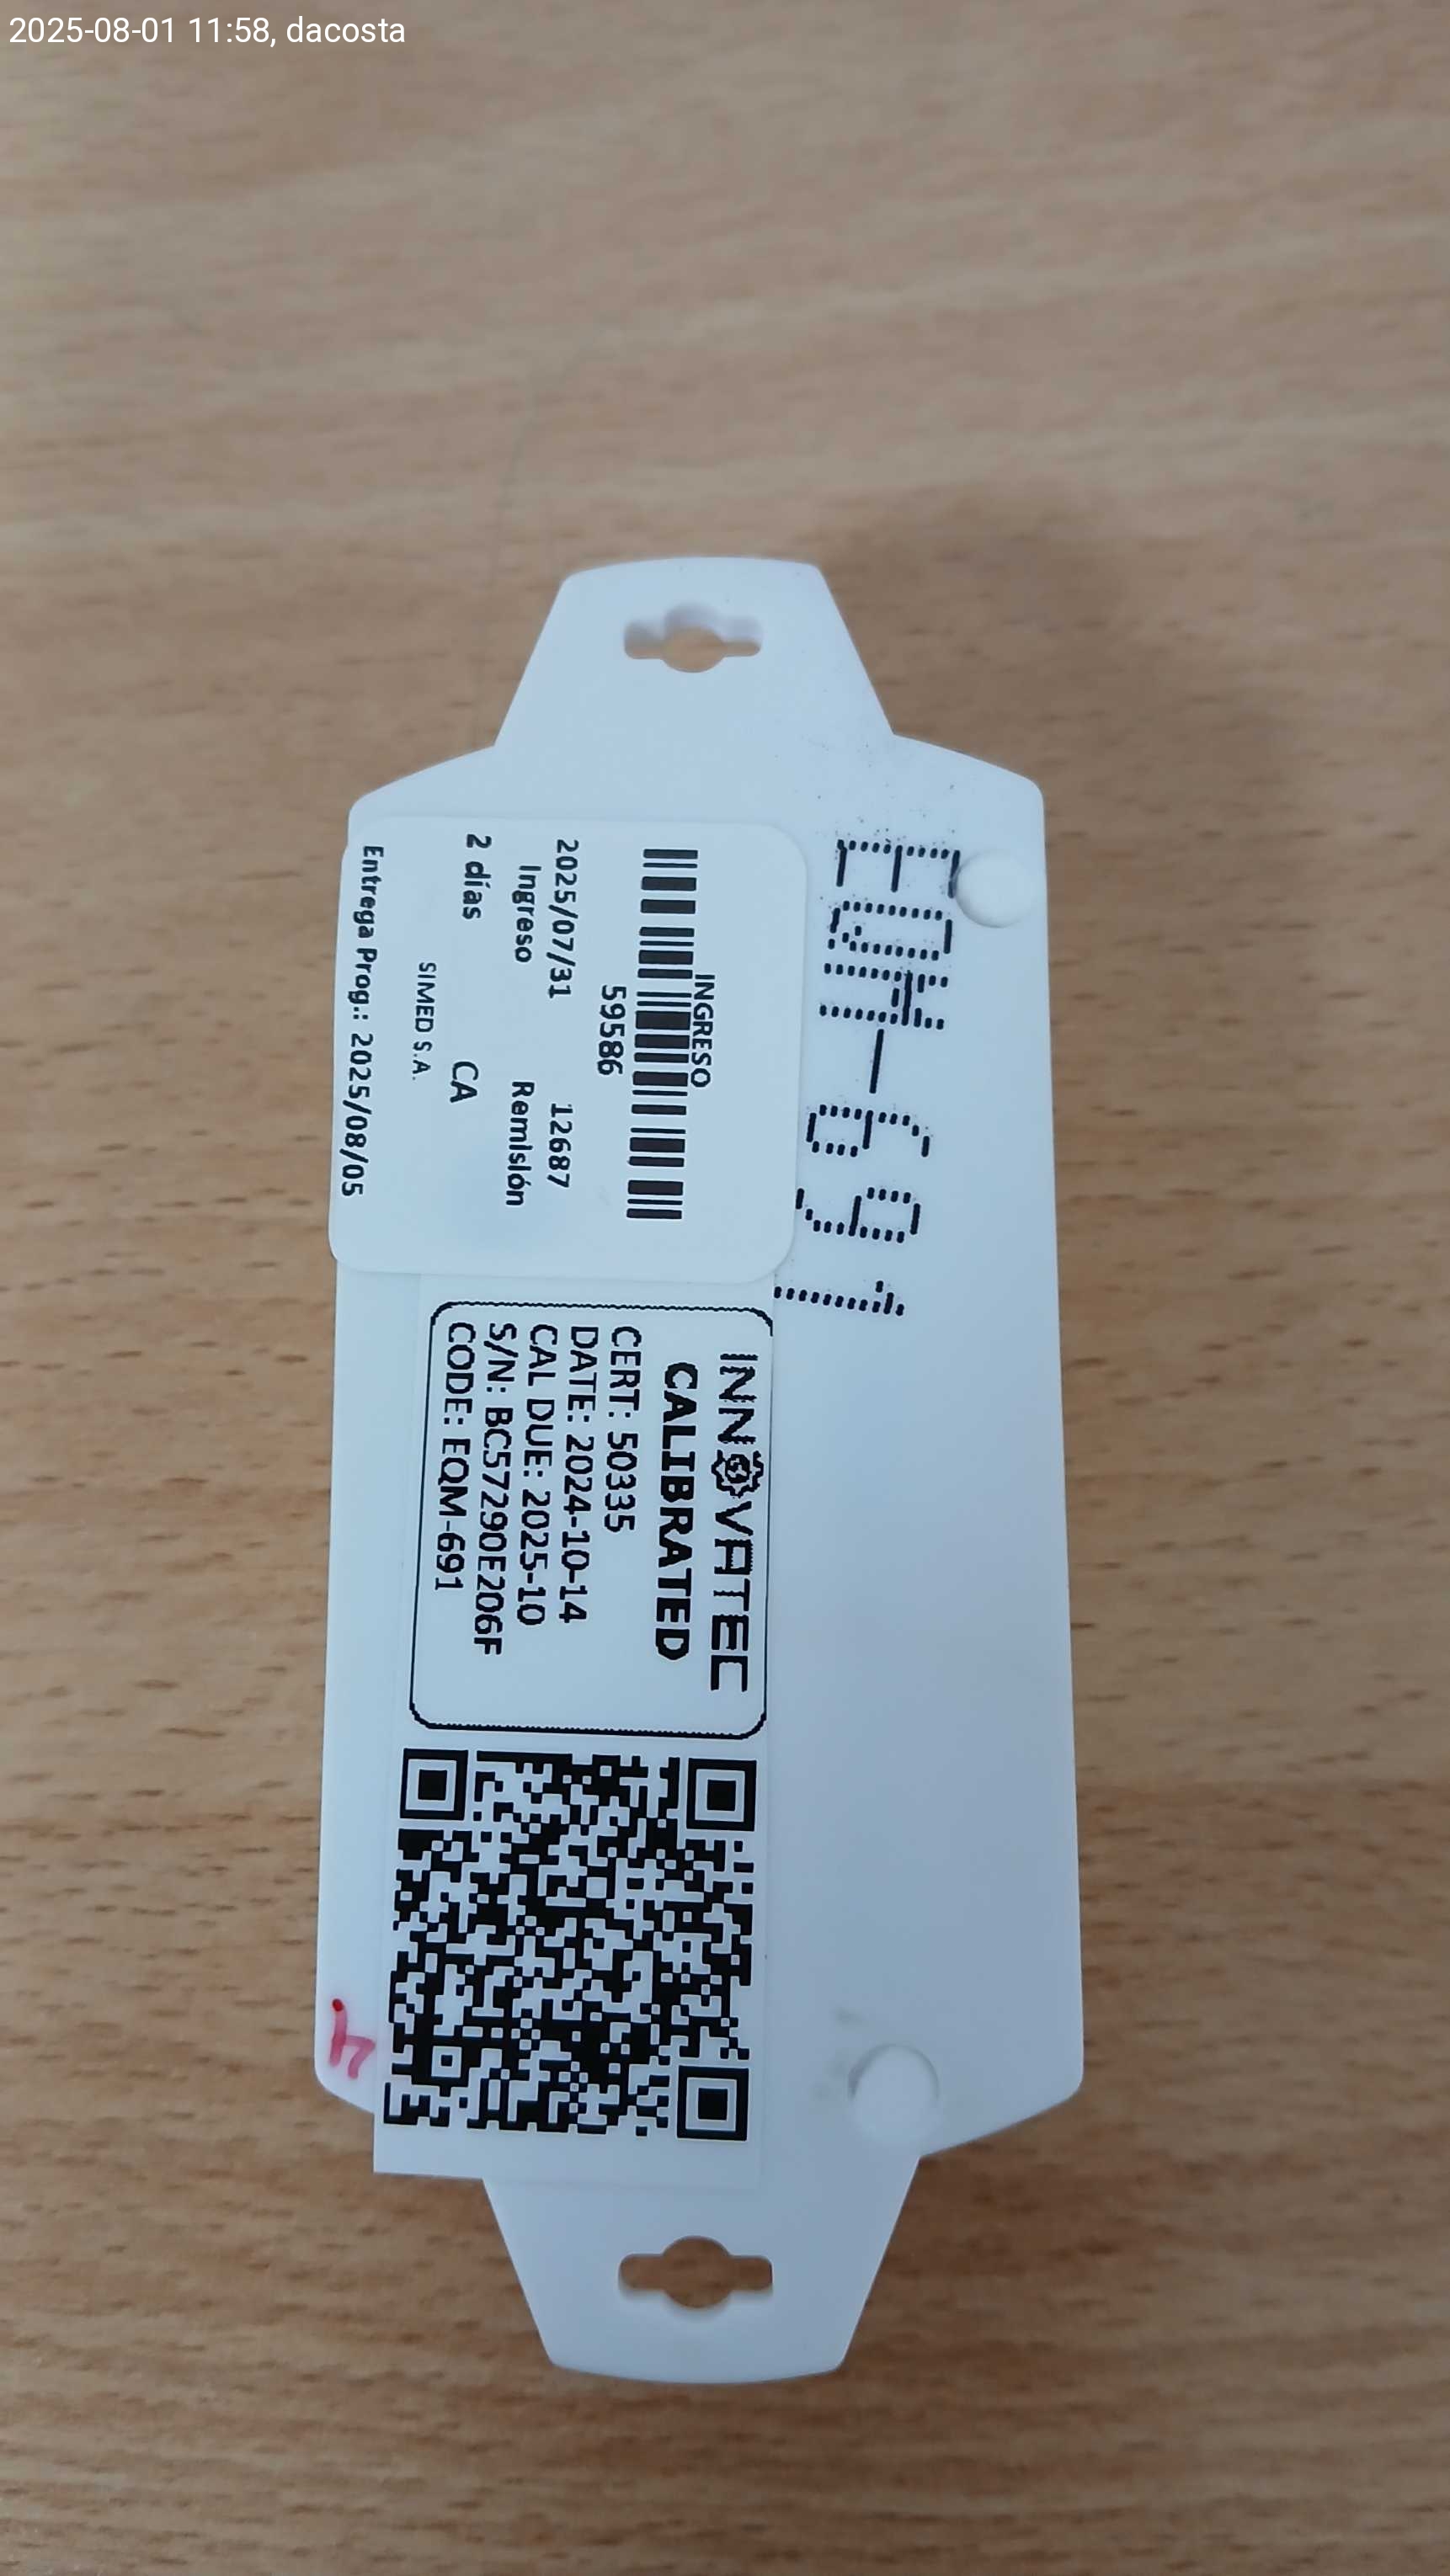 2025-08-01 11:58, dacosta
EQM-691
INGRESO
59586
2025/07/31 12687
Ingreso Remisión
2 días CA
SIMED S.A.
Entrega Prog.: 2025/08/05
INNOVATEC
CALIBRATED
CERT: 50335
DATE: 2024-10-14
CAL DUE: 2025-10
S/N: BC57290E206F
CODE: EQM-691